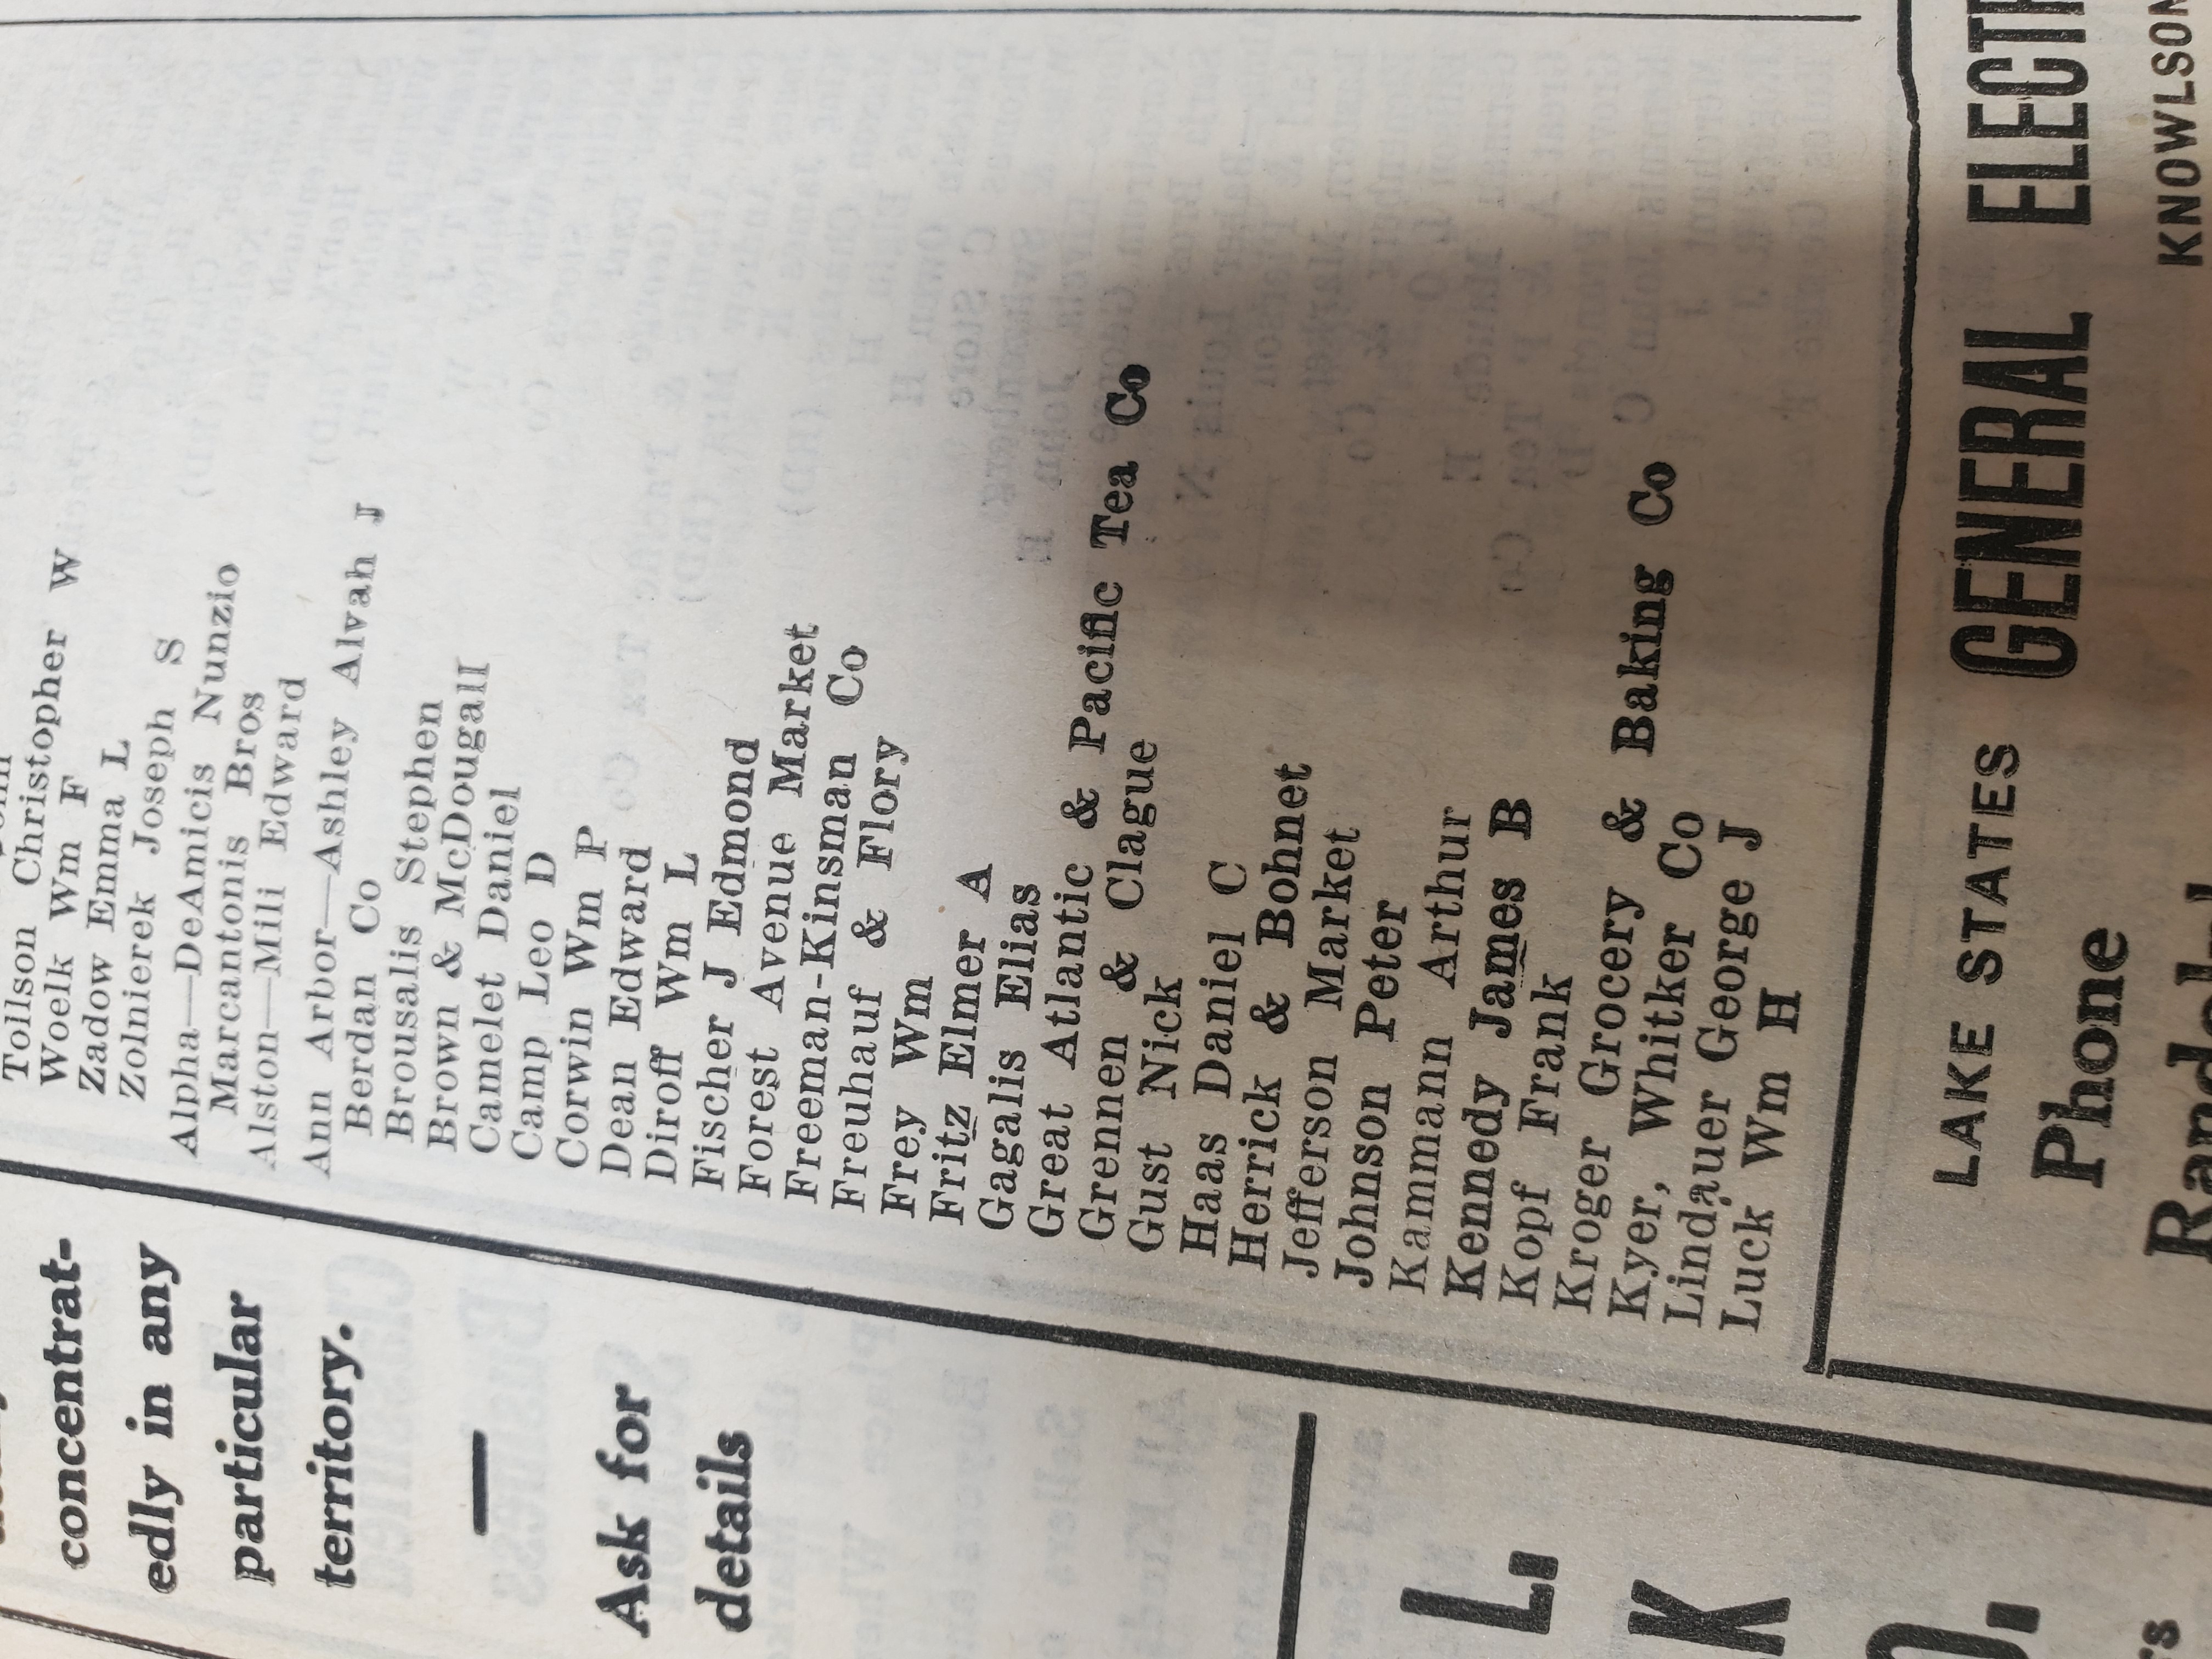 Tollson Christopher W
Woelk Wm F
Zadow Emma L
Zolnierek Joseph S
Alpha—DeAmicis Nunzio
Marcantonis Bros
Alston—Mili Edward
Ann Arbor—Ashley Alvah J
Berdan Co
Brousalis Stephen
Brown & McDougall
Camelet Daniel
Camp Leo D
Corwin Wm P
Dean Edward
Diroff Wm L
Fischer J Edmond
Forest Avenue Market
Freeman-Kinsman Co
Freuhauf & Flory
Frey Wm
Fritz Elmer A
Gagalis Elias
Great Atlantic & Pacific Tea Co
Grennen & Clague
Gust Nick
Haas Daniel C
Herrick & Bohnet
Jefferson Market
Johnson Peter
Kammann Arthur
Kennedy James B
Kopf Frank
Kroger Grocery & Baking Co
Kyer, Whitker Co
Lindauer George J
Luck Wm H
concentrat-
edly in any
particular
territory.
—
Ask for
details
LAKE STATES GENERAL
Phone
KNOWLSON
L.
K